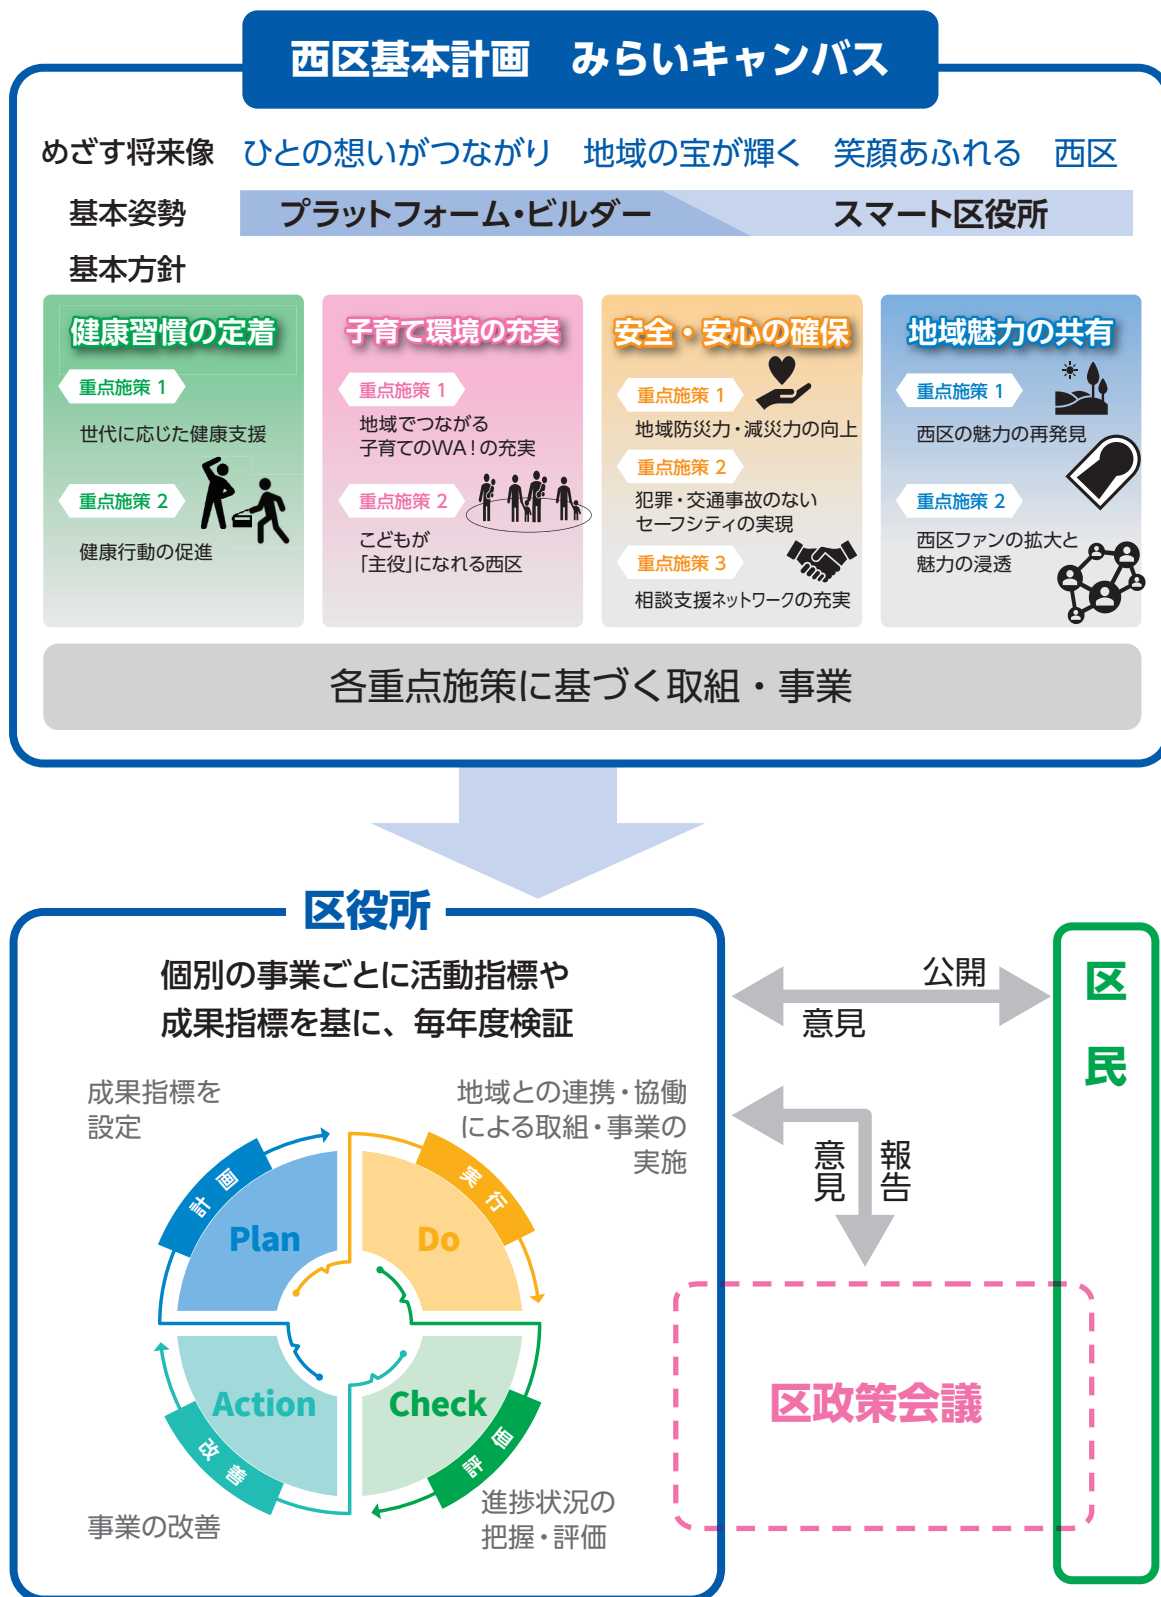 西区基本計画　みらいキャンバス
めざす将来像 ひとの想いがつながり　地域の宝が輝く　笑顔あふれる　西区
基本姿勢 プラットフォーム・ビルダー スマート区役所
基本方針
健康習慣の定着
重点施策 1
世代に応じた健康支援
重点施策 2
健康行動の促進
子育て環境の充実
重点施策 1
地域でつながる
子育てのWA！の充実
重点施策 2
こどもが
「主役」になれる西区
安全・安心の確保
重点施策 1
地域防災力・減災力の向上
重点施策 2
犯罪・交通事故のない
セーフシティの実現
重点施策 3
相談支援ネットワークの充実
地域魅力の共有
重点施策 1
西区の魅力の再発見
重点施策 2
西区ファンの拡大と
魅力の浸透
各重点施策に基づく取組・事業
区役所
個別の事業ごとに活動指標や
成果指標を基に、毎年度検証
成果指標を
設定
地域との連携・協働
による取組・事業の
実施
計画
Plan
実行
Do
Action
改善
Check
評価
事業の改善
進捗状況の
把握・評価
公開
意見
意見
報告
区政策会議
区民